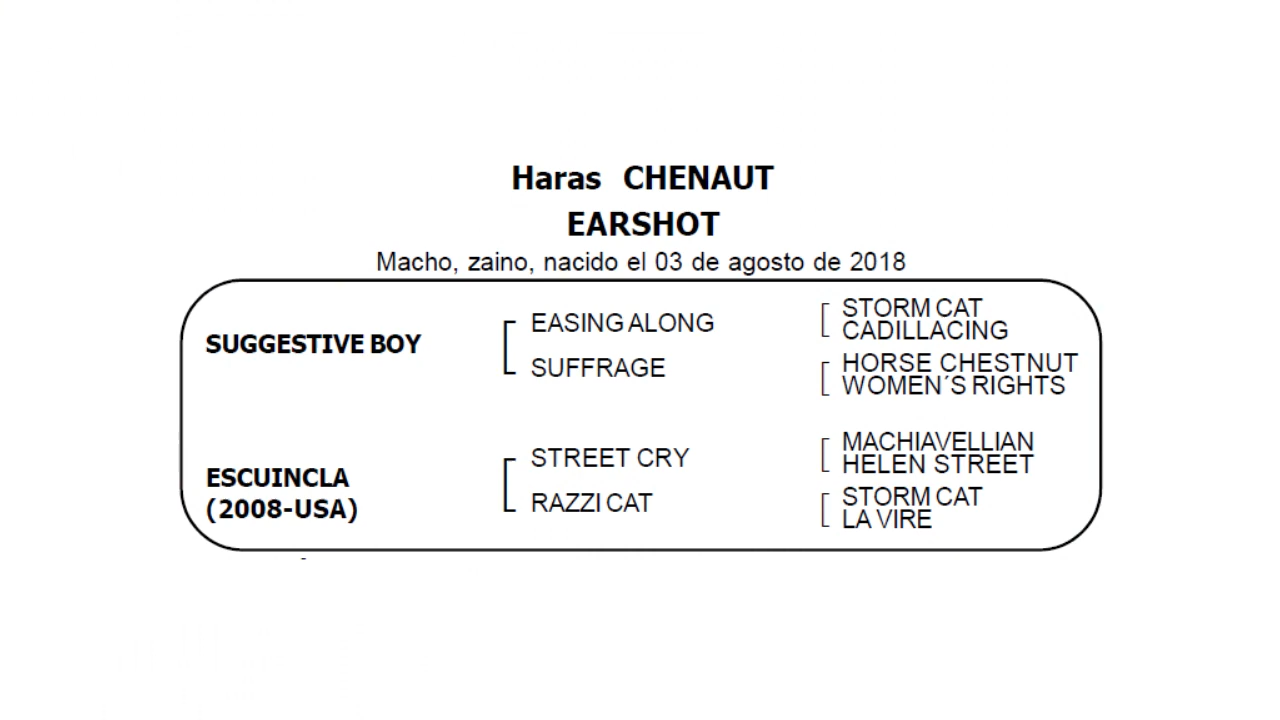 Haras CHENAUT
EARSHOT
Macho, zaino, nacido el 03 de agosto de 2018
SUGGESTIVE BOY
EASING ALONG
SUFFRAGE
STORM CAT
CADILLACING
HORSE CHESTNUT
WOMEN´S RIGHTS
ESCUINCLA
(2008-USA)
STREET CRY
RAZZI CAT
MACHIAVELLIAN
HELEN STREET
STORM CAT
LA VIRE
-